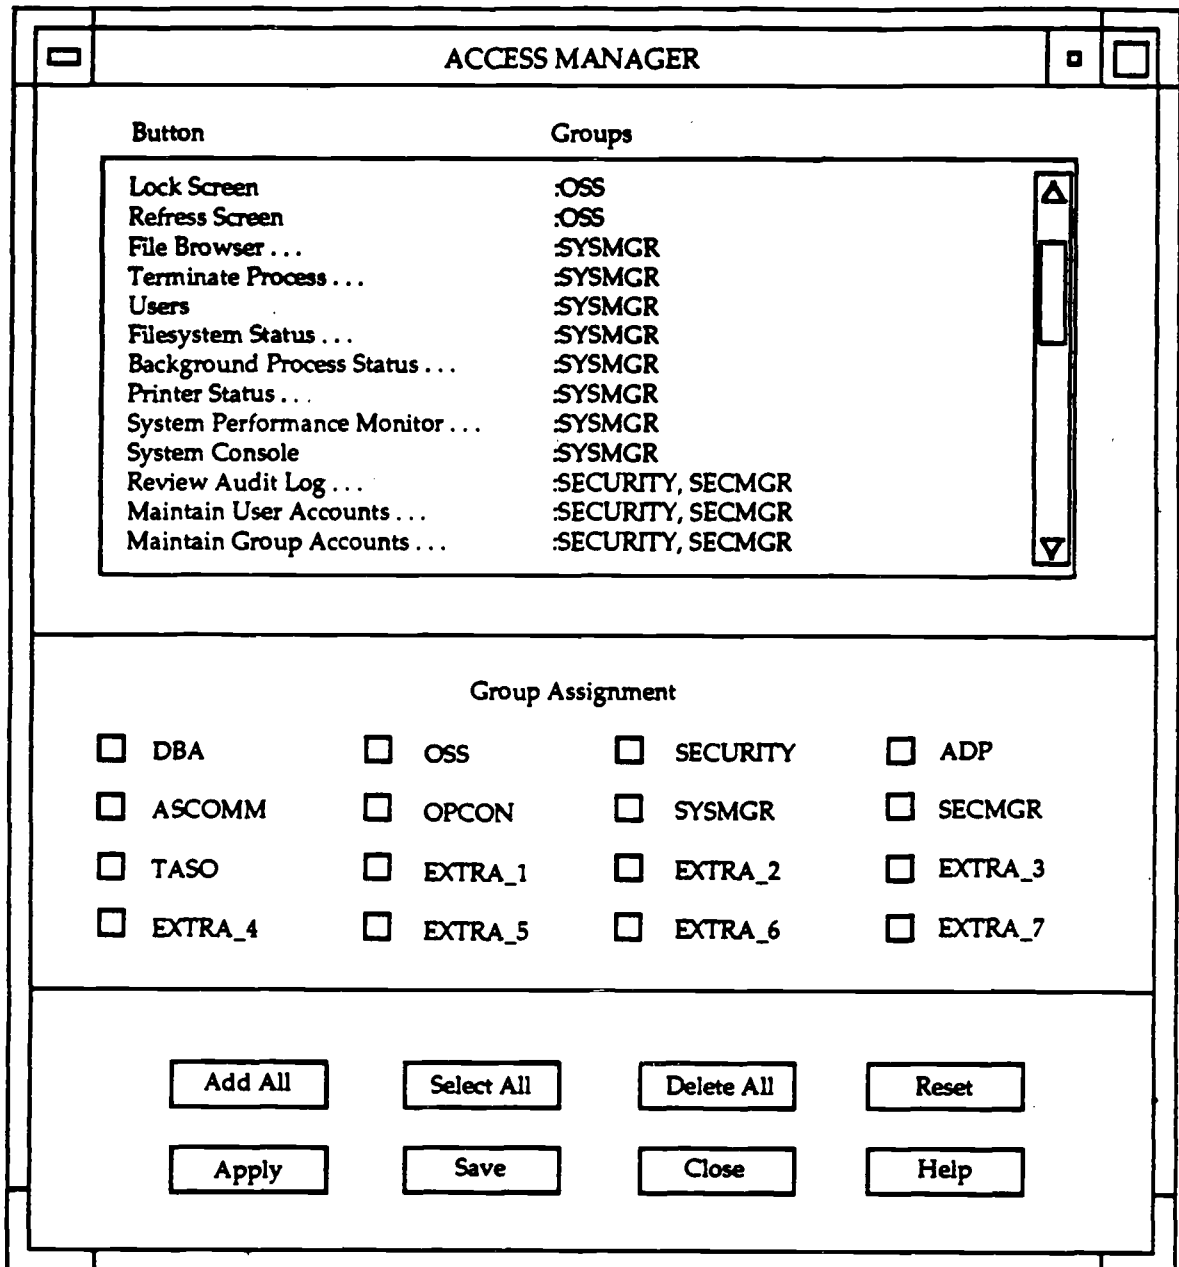 ACCESS MANAGER
Button Groups
Lock Screen :OSS
Refress Screen :OSS
File Browser . . . :SYSMGR
Terminate Process . . . :SYSMGR
Users :SYSMGR
Filesystem Status . . . :SYSMGR
Background Process Status . . . :SYSMGR
Printer Status . . . :SYSMGR
System Performance Monitor . . . :SYSMGR
System Console :SYSMGR
Review Audit Log . . . :SECURITY, SECMGR
Maintain User Accounts . . . :SECURITY, SECMGR
Maintain Group Accounts . . . :SECURITY, SECMGR
Group Assignment
DBA OSS SECURITY ADP
ASCOMM OPCON SYSMGR SECMGR
TASO EXTRA_1 EXTRA_2 EXTRA_3
EXTRA_4 EXTRA_5 EXTRA_6 EXTRA_7
Add All Select All Delete All Reset
Apply Save Close Help